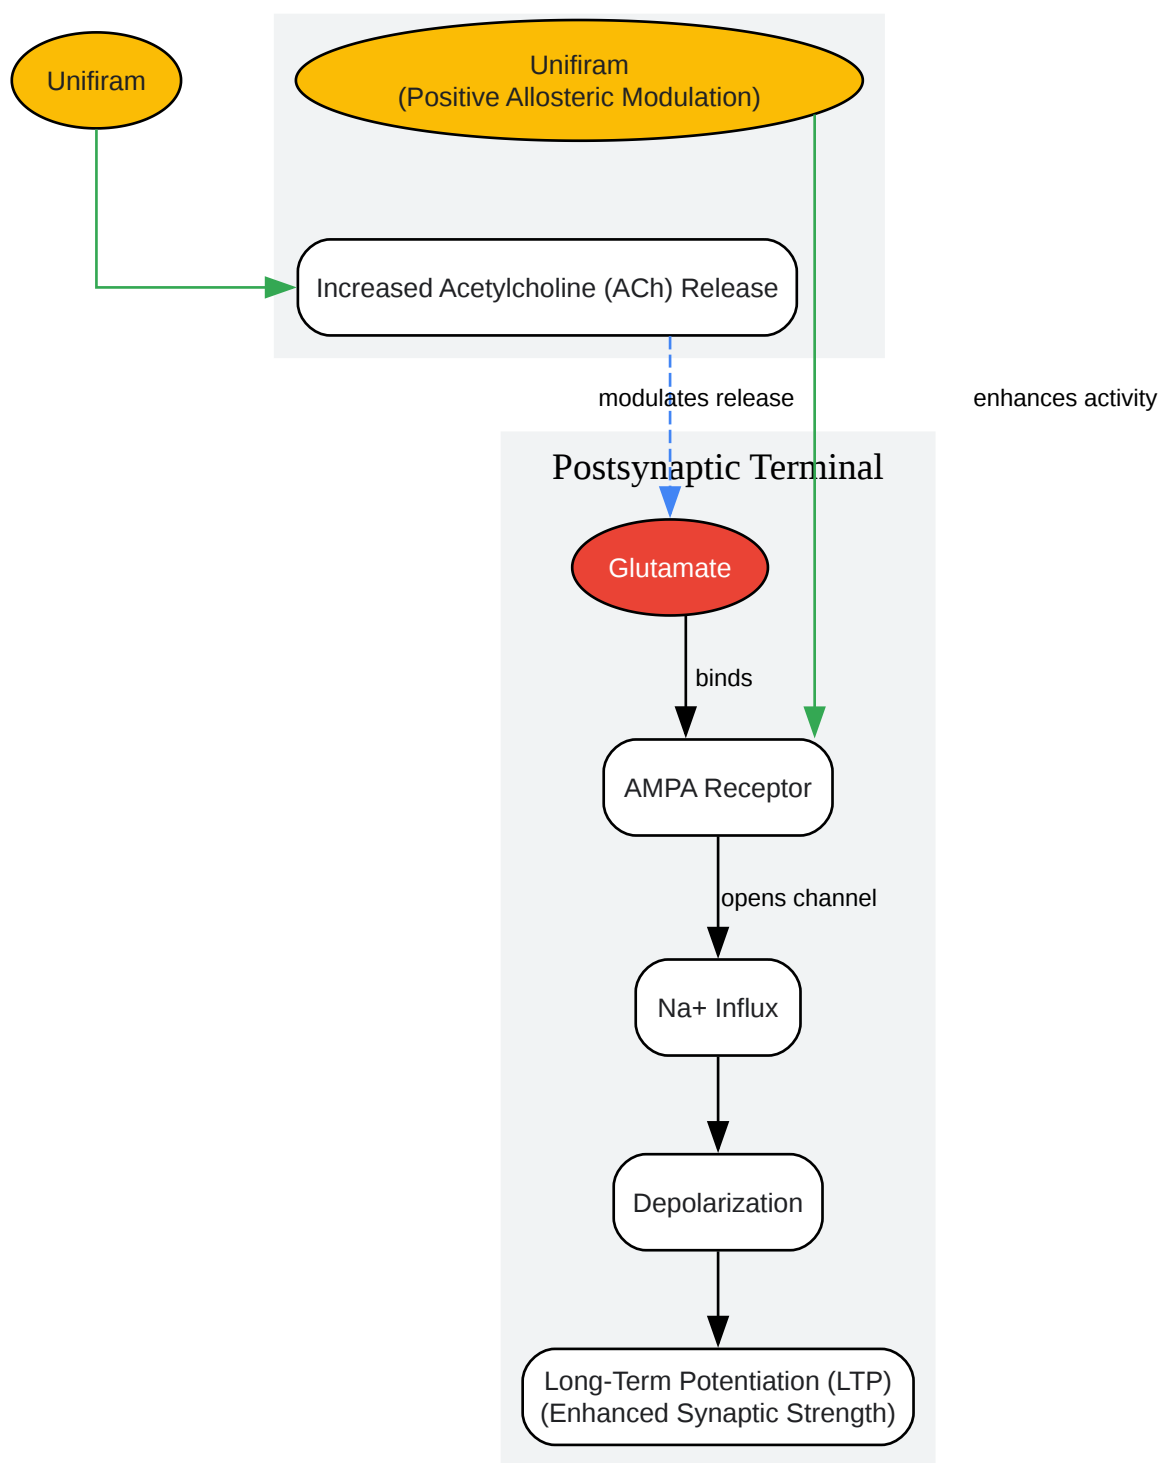 Unifiram
Unifiram
(Positive Allosteric Modulation)
Increased Acetylcholine (ACh) Release
modulates release
enhances activity
Postsynaptic Terminal
Glutamate
binds
AMPA Receptor
opens channel
Na+ Influx
Depolarization
Long-Term Potentiation (LTP)
(Enhanced Synaptic Strength)